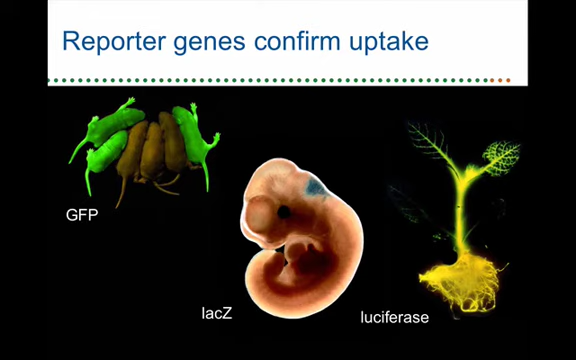 Reporter genes confirm uptake
GFP
lacZ
luciferase